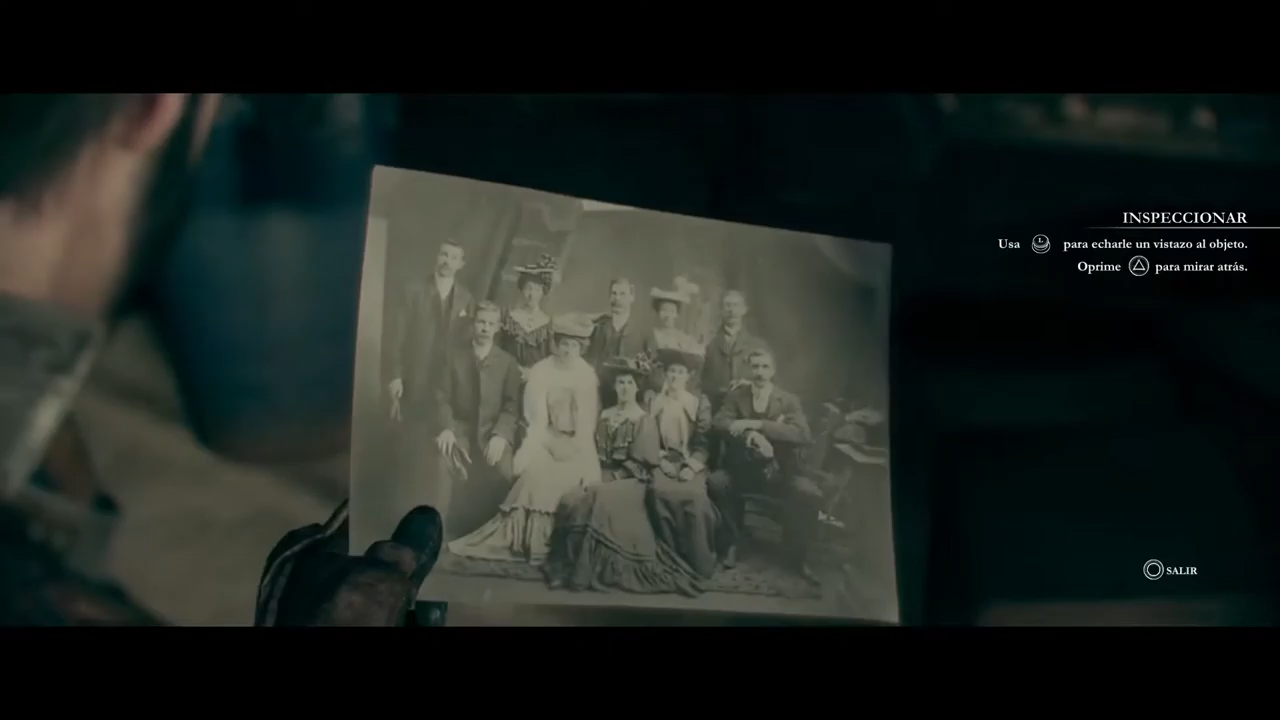 INSPECCIONAR
Usa L para echarle un vistazo al objeto.
Oprime para mirar atrás.
SALIR